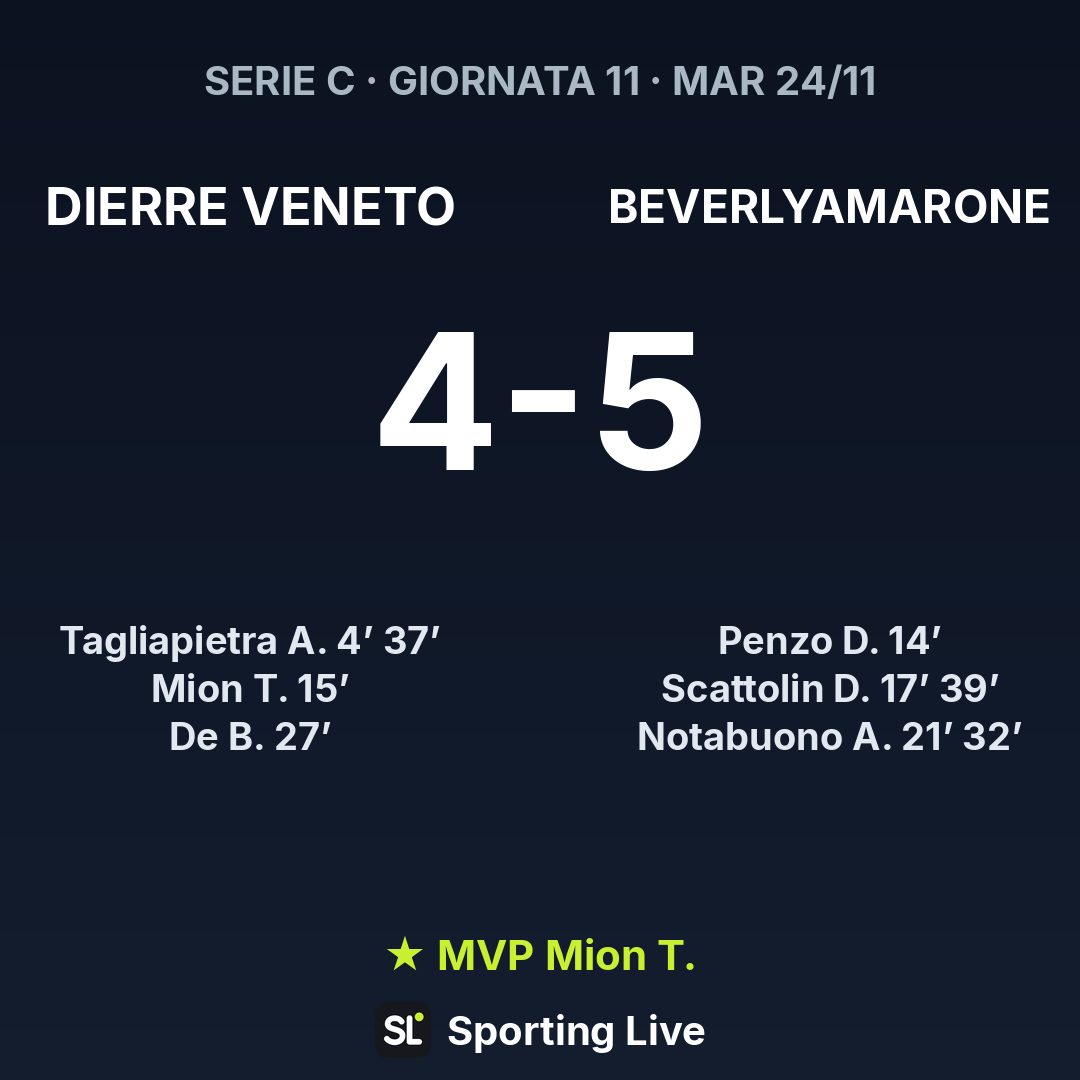 SERIE C · GIORNATA 11 · MAR 24/11
DIERRE VENETO
BEVERLYAMARONE
4-5
Tagliapietra A. 4’ 37’
Mion T. 15’
De B. 27’
Penzo D. 14’
Scattolin D. 17’ 39’
Notabuono A. 21’ 32’
★ MVP Mion T.
SL Sporting Live